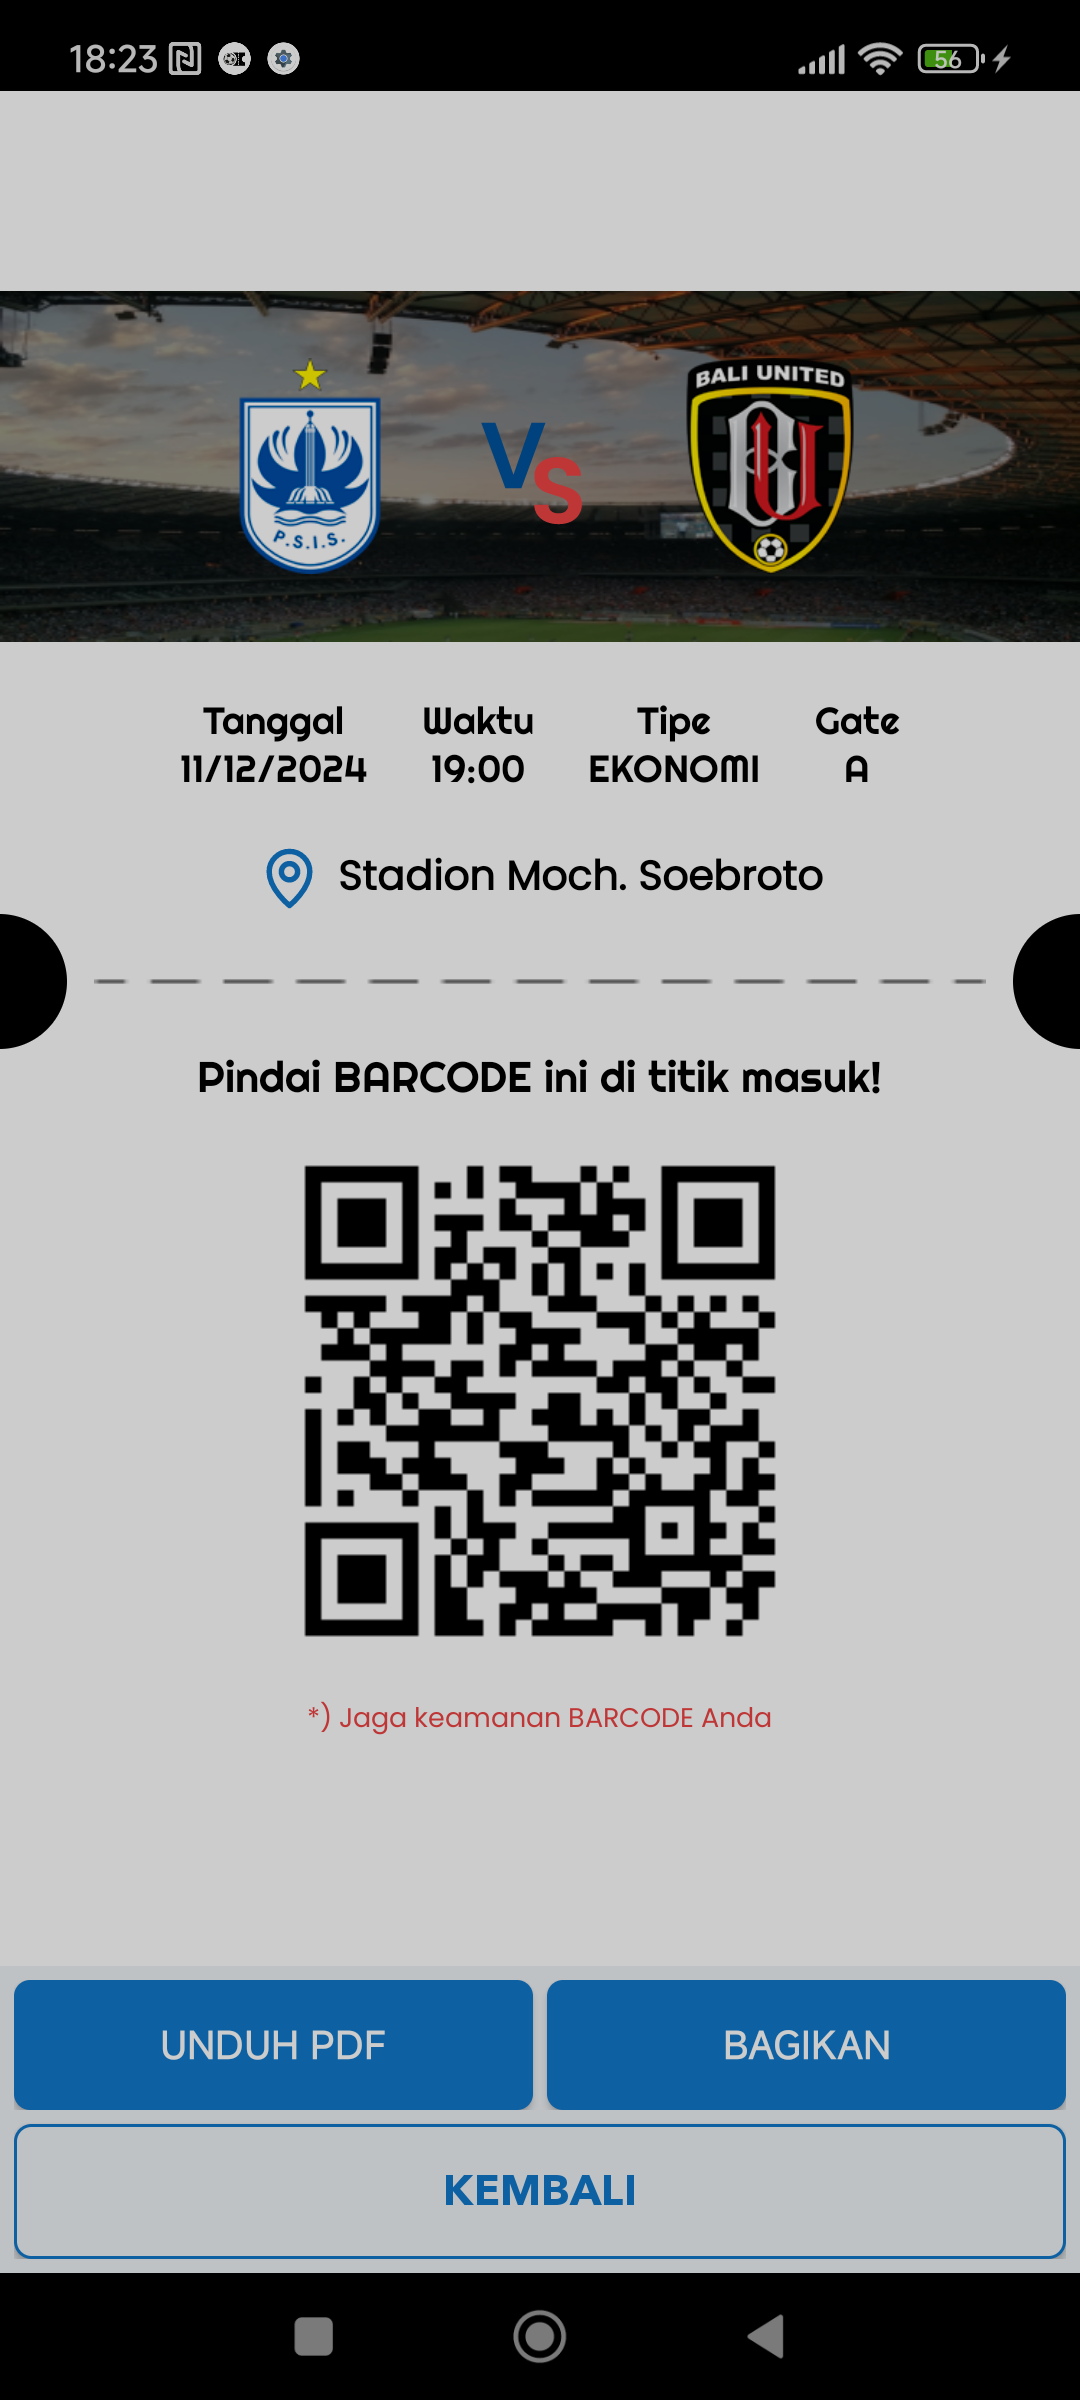 18:23
56
BALI UNITED
VS
P.S.I.S.
Tanggal Waktu Tipe Gate
11/12/2024 19:00 EKONOMI A
Stadion Moch. Soebroto
Pindai BARCODE ini di titik masuk!
*) Jaga keamanan BARCODE Anda
UNDUH PDF BAGIKAN
KEMBALI